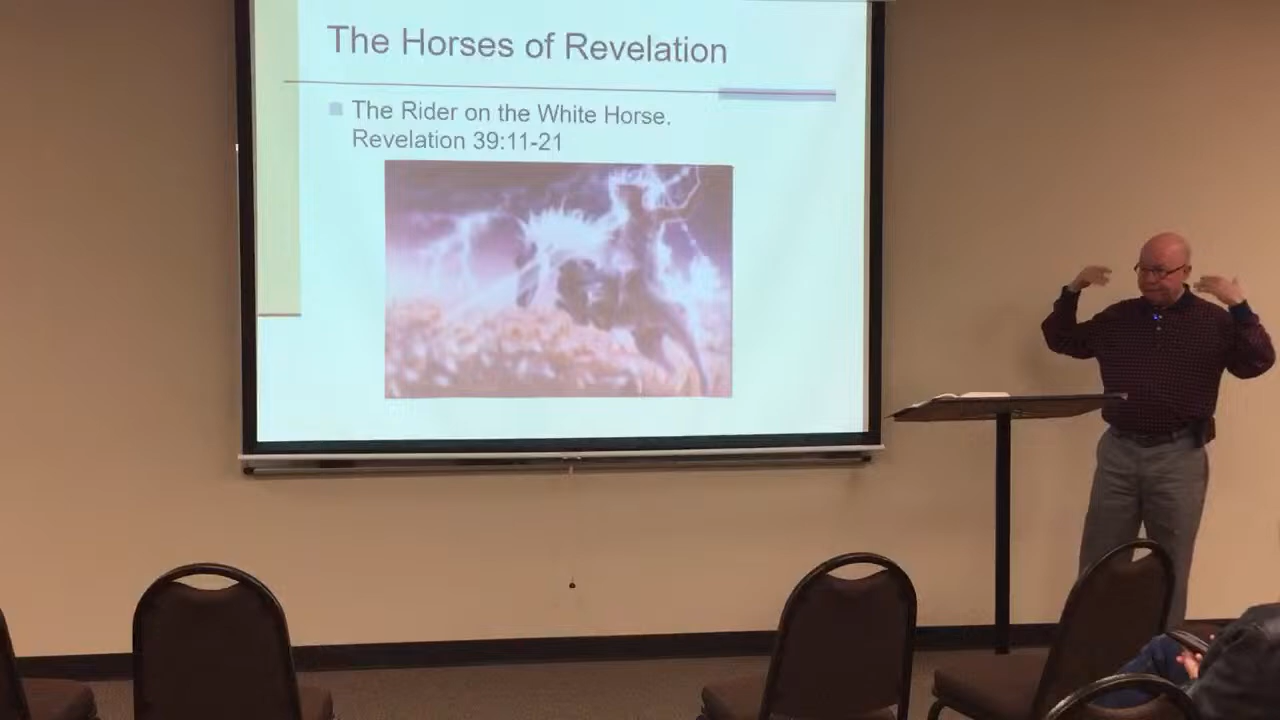 The Horses of Revelation
The Rider on the White Horse.
Revelation 39:11-21